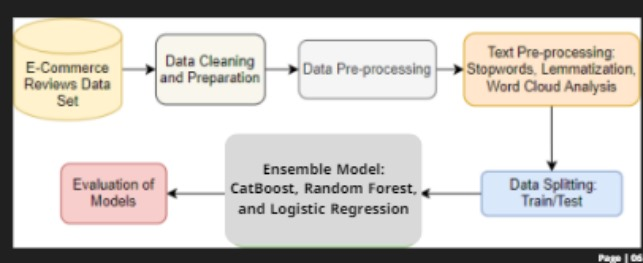 E-Commerce
Reviews Data
Set
Data Cleaning
and Preparation
Data Pre-processing
Text Pre-processing:
Stopwords, Lemmatization,
Word Cloud Analysis
Data Splitting:
Train/Test
Ensemble Model:
CatBoost, Random Forest,
and Logistic Regression
Evaluation of
Models
Page |